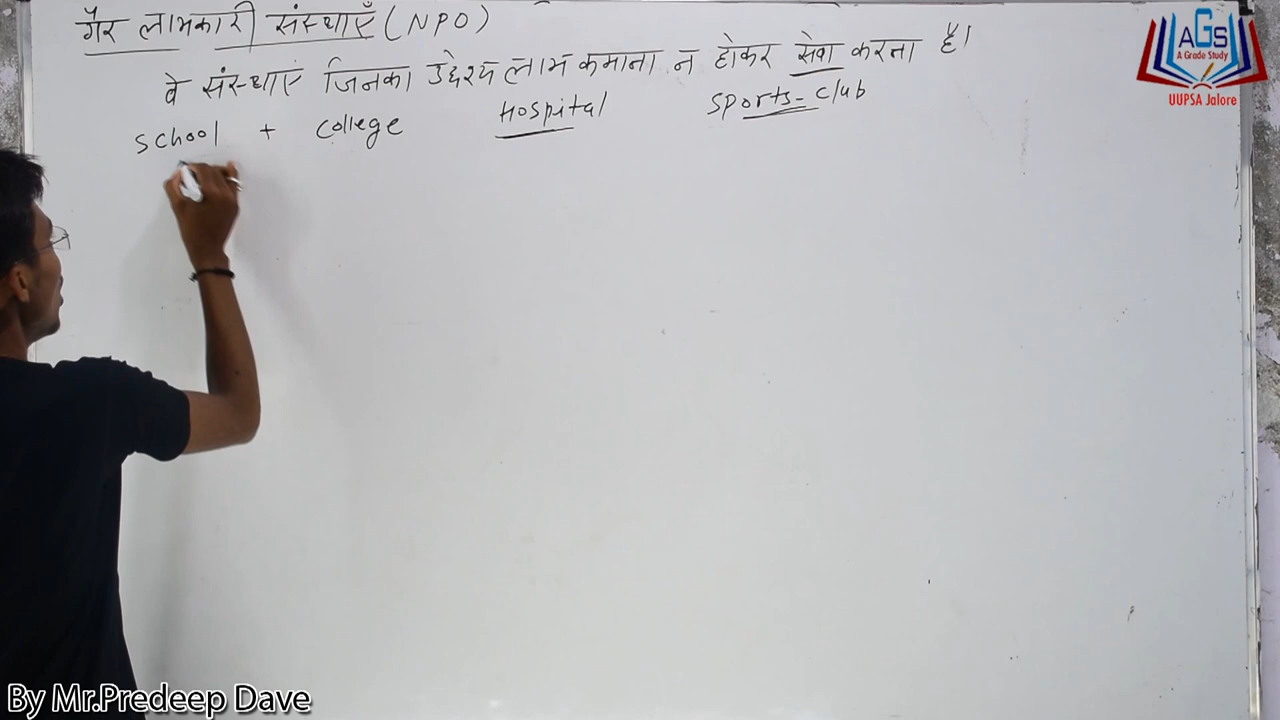 गैर लाभकारी संस्थाएँ (NPO)
वे संस्थाएं जिनका उद्देश्य लाभ कमाना न होकर सेवा करना है।
school + college Hospital sports-club
AGS
A Grade Study
UUPSA Jalore
By Mr.Predeep Dave